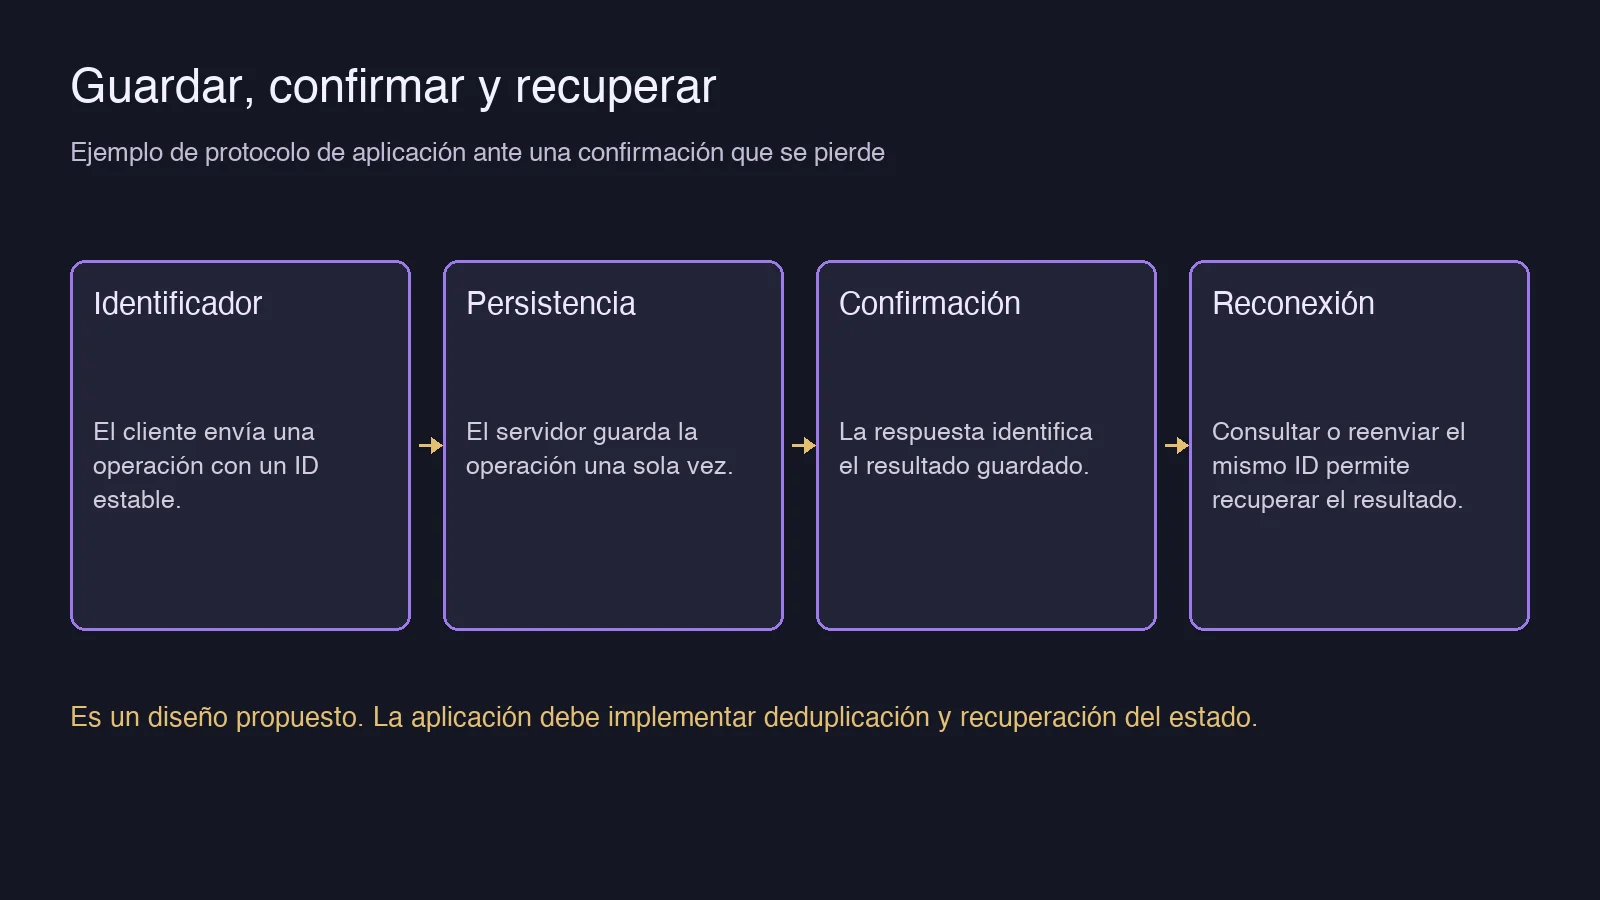 Guardar, confirmar y recuperar
Ejemplo de protocolo de aplicación ante una confirmación que se pierde
Identificador
El cliente envía una
operación con un ID
estable.
Persistencia
El servidor guarda la
operación una sola vez.
Confirmación
La respuesta identifica
el resultado guardado.
Reconexión
Consultar o reenviar el
mismo ID permite
recuperar el resultado.
Es un diseño propuesto. La aplicación debe implementar deduplicación y recuperación del estado.